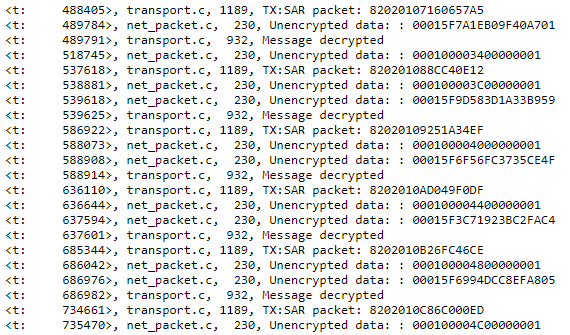 <t:     488405>, transport.c, 1189, TX:SAR packet: 82020107160657A5
<t:     489784>, net_packet.c,  230, Unencrypted data: : 00015F7A1EB09F40A701
<t:     489791>, transport.c,  932, Message decrypted
<t:     518745>, net_packet.c,  230, Unencrypted data: : 000100003400000001
<t:     537618>, transport.c, 1189, TX:SAR packet: 820201088CC40E12
<t:     538881>, net_packet.c,  230, Unencrypted data: : 000100003C00000001
<t:     539618>, net_packet.c,  230, Unencrypted data: : 00015F9D583D1A33B959
<t:     539625>, transport.c,  932, Message decrypted
<t:     586922>, transport.c, 1189, TX:SAR packet: 82020109251A34EF
<t:     588073>, net_packet.c,  230, Unencrypted data: : 000100004000000001
<t:     588908>, net_packet.c,  230, Unencrypted data: : 00015F6F56FC3735CE4F
<t:     588914>, transport.c,  932, Message decrypted
<t:     636110>, transport.c, 1189, TX:SAR packet: 8202010AD049F0DF
<t:     636644>, net_packet.c,  230, Unencrypted data: : 000100004400000001
<t:     637594>, net_packet.c,  230, Unencrypted data: : 00015F3C71923BC2FAC4
<t:     637601>, transport.c,  932, Message decrypted
<t:     685344>, transport.c, 1189, TX:SAR packet: 8202010B26FC46CE
<t:     686042>, net_packet.c,  230, Unencrypted data: : 000100004800000001
<t:     686976>, net_packet.c,  230, Unencrypted data: : 00015F6994DCC8EFA805
<t:     686982>, transport.c,  932, Message decrypted
<t:     734661>, transport.c, 1189, TX:SAR packet: 8202010C86C000ED
<t:     735470>, net_packet.c,  230, Unencrypted data: : 000100004C00000001